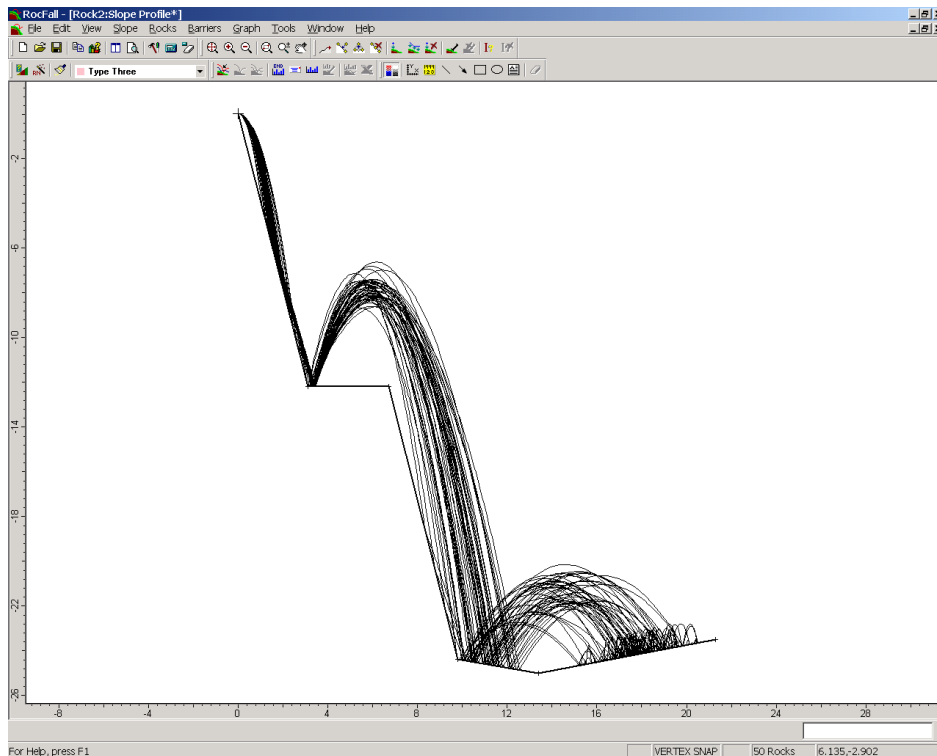 RocFall - [Rock2:Slope Profile*]
File Edit View Slope Rocks Barriers Graph Tools Window Help
Type Three
-2
-6
-10
-14
-18
-22
-26
-8 -4 0 4 8 12 16 20 24 28
For Help, press F1 VERTEX SNAP 50 Rocks 6.135,-2.902